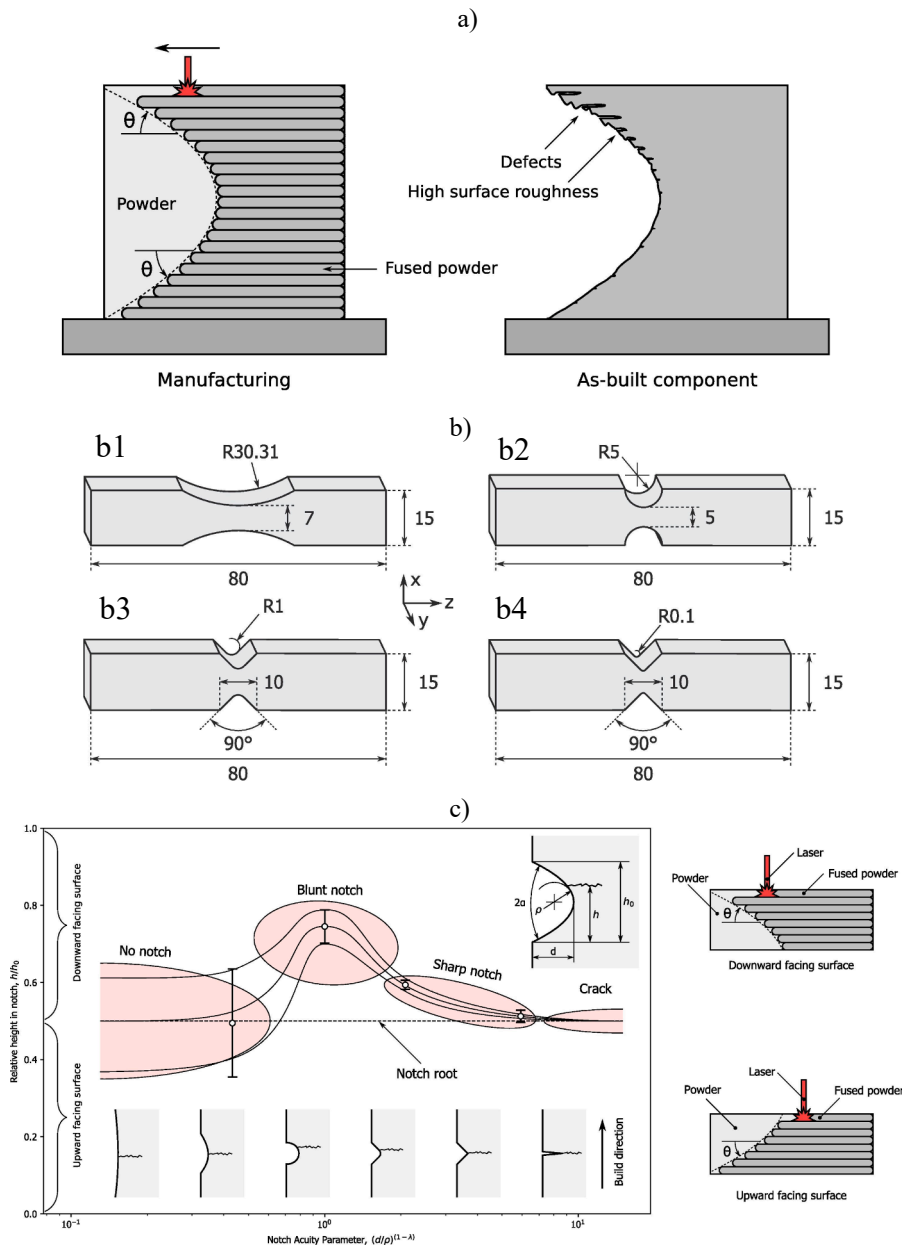 a)
θ
Powder
θ
Fused powder
Manufacturing
Defects
High surface roughness
As-built component
b)
b1
R30.31
7
15
80
b2
R5
5
15
80
x
z
y
b3
R1
10
15
90°
80
b4
R0.1
10
15
90°
80
c)
Relative height in notch, h/h₀
Downward facing surface
Upward facing surface
1.0
0.8
0.6
0.4
0.2
0.0
No notch
Blunt notch
Sharp notch
Crack
Notch root
2α
ρ
h
h₀
d
Build direction
10⁻¹
10⁰
10¹
Notch Acuity Parameter, (d/ρ)⁽¹⁻λ⁾
Laser
Powder
Fused powder
θ
Downward facing surface
Laser
Powder
Fused powder
θ
Upward facing surface